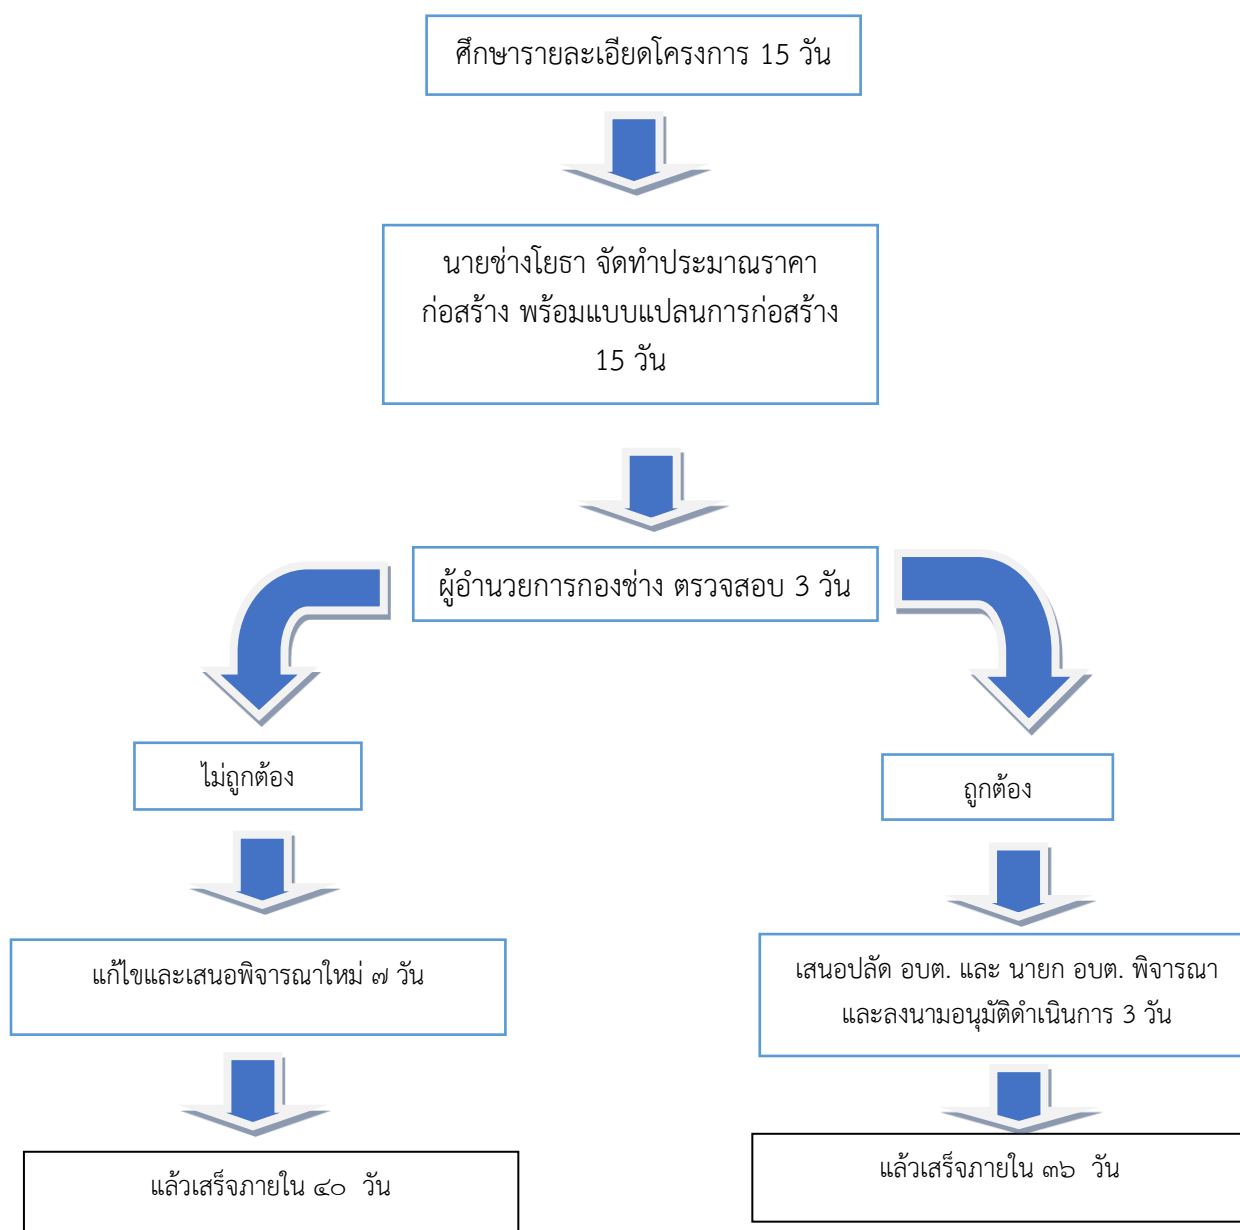 ศึกษารายละเอียดโครงการ 15 วัน
นายช่างโยธา จัดทำประมาณราคา
ก่อสร้าง พร้อมแบบแปลนการก่อสร้าง
15 วัน
ผู้อำนวยการกองช่าง ตรวจสอบ 3 วัน
ไม่ถูกต้อง
ถูกต้อง
แก้ไขและเสนอพิจารณาใหม่ ๗ วัน
เสนอปลัด อบต. และ นายก อบต. พิจารณา
และลงนามอนุมัติดำเนินการ 3 วัน
แล้วเสร็จภายใน ๔๐ วัน
แล้วเสร็จภายใน ๓๖ วัน